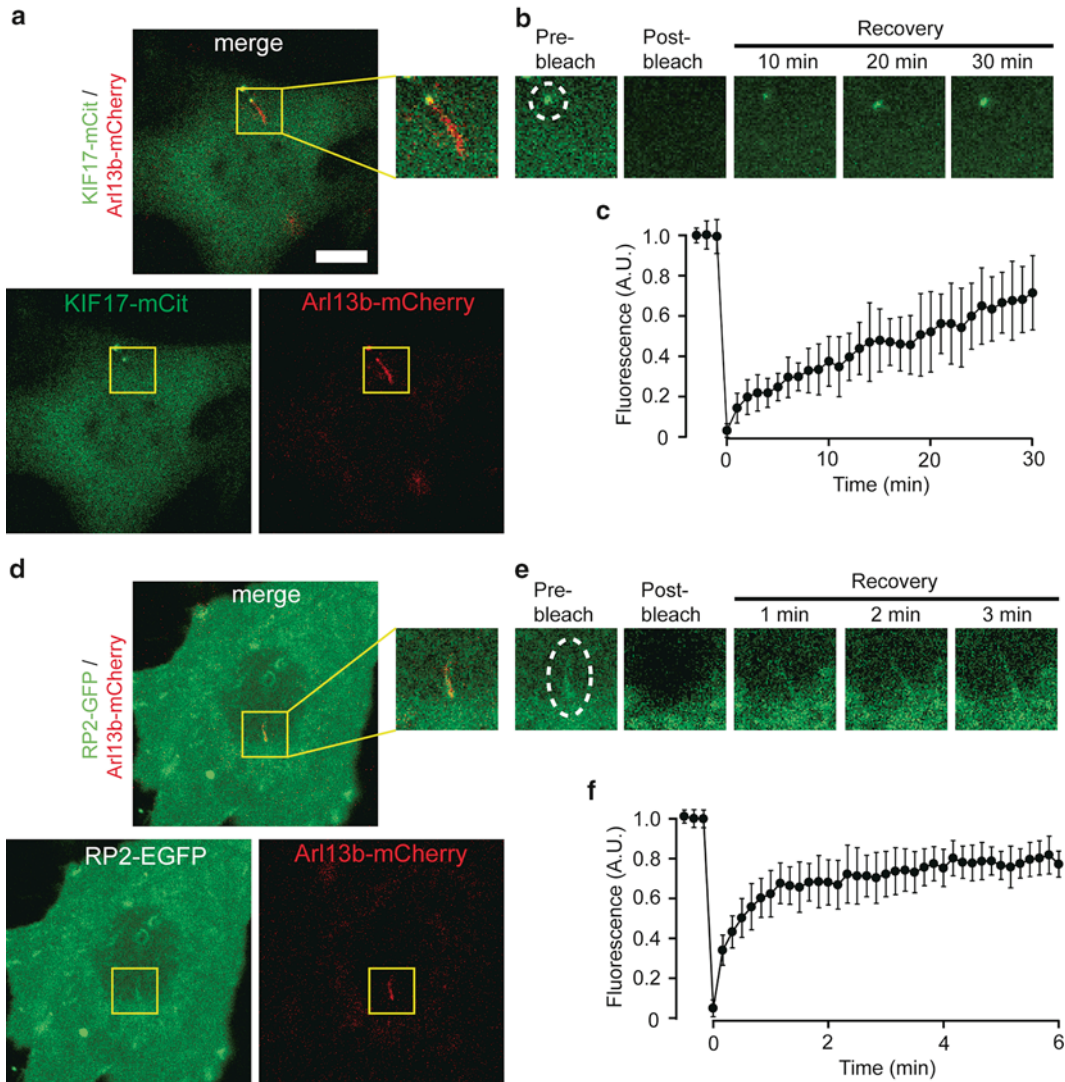 a
merge
KIF17-mCit /
Arl13b-mCherry
KIF17-mCit
Arl13b-mCherry
b
Pre-
bleach
Post-
bleach
Recovery
10 min
20 min
30 min
c
Fluorescence (A.U.)
1.0
0.8
0.6
0.4
0.2
0
0
10
20
30
Time (min)
d
merge
RP2-GFP /
Arl13b-mCherry
RP2-EGFP
Arl13b-mCherry
e
Pre-
bleach
Post-
bleach
Recovery
1 min
2 min
3 min
f
Fluorescence (A.U.)
1.0
0.8
0.6
0.4
0.2
0
0
2
4
6
Time (min)